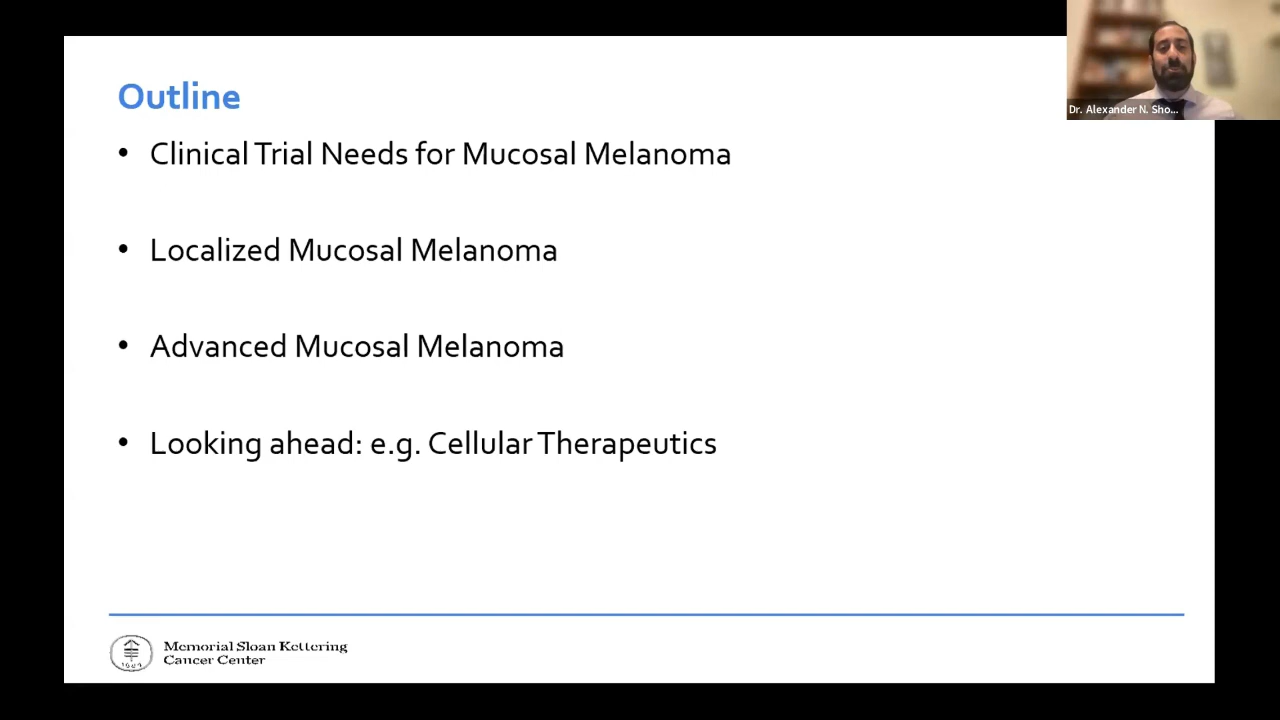 Outline
• Clinical Trial Needs for Mucosal Melanoma
• Localized Mucosal Melanoma
• Advanced Mucosal Melanoma
• Looking ahead: e.g. Cellular Therapeutics
Dr. Alexander N. Sho...
Memorial Sloan Kettering
Cancer Center